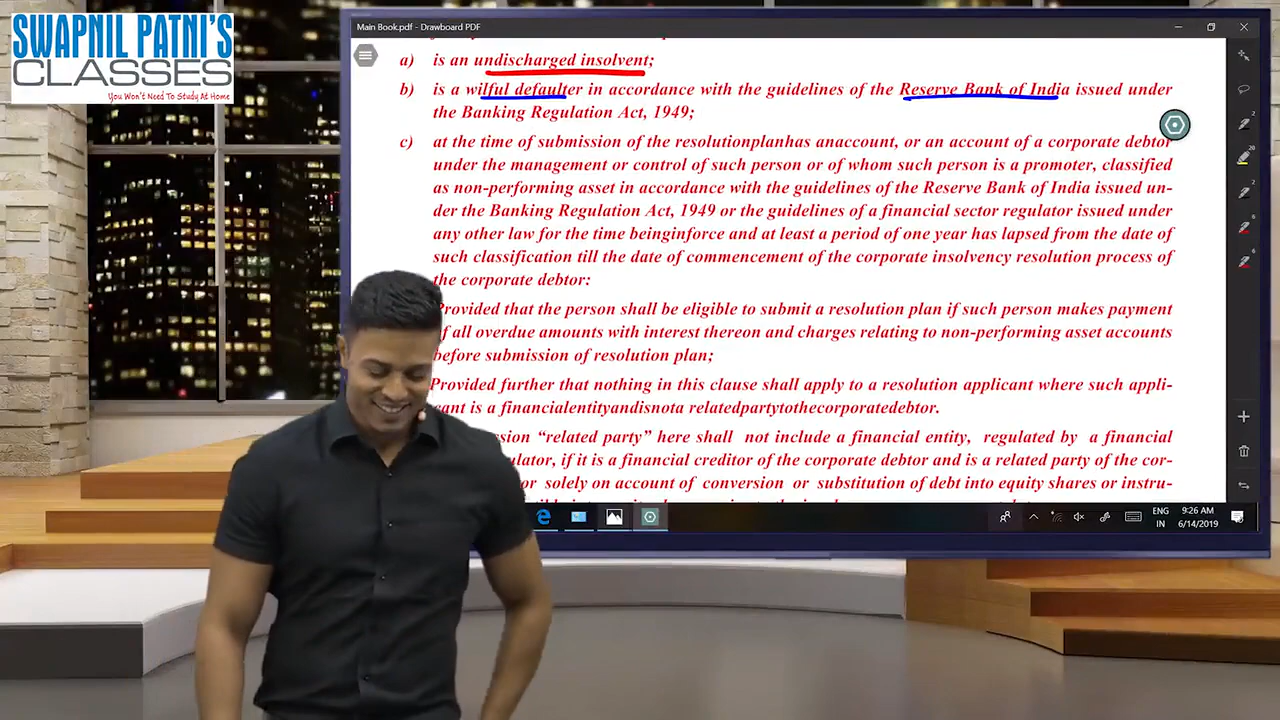 SWAPNIL PATNI'S
CLASSES
You Won't Need To Study At Home
Main Book.pdf - Drawboard PDF
a) is an undischarged insolvent;
b) is a wilful defaulter in accordance with the guidelines of the Reserve Bank of India issued under
the Banking Regulation Act, 1949;
c) at the time of submission of the resolutionplanhas anaccount, or an account of a corporate debtor
under the management or control of such person or of whom such person is a promoter, classified
as non-performing asset in accordance with the guidelines of the Reserve Bank of India issued un-
der the Banking Regulation Act, 1949 or the guidelines of a financial sector regulator issued under
any other law for the time beinginforce and at least a period of one year has lapsed from the date of
such classification till the date of commencement of the corporate insolvency resolution process of
the corporate debtor:
Provided that the person shall be eligible to submit a resolution plan if such person makes payment
of all overdue amounts with interest thereon and charges relating to non-performing asset accounts
before submission of resolution plan;
Provided further that nothing in this clause shall apply to a resolution applicant where such appli-
cant is a financialentityandisnota relatedpartytothecorporatedebtor.
"related party" here shall not include a financial entity, regulated by a financial
if it is a financial creditor of the corporate debtor and is a related party of the cor-
solely on account of conversion or substitution of debt into equity shares or instru-
ENG
IN
9:26 AM
6/14/2019